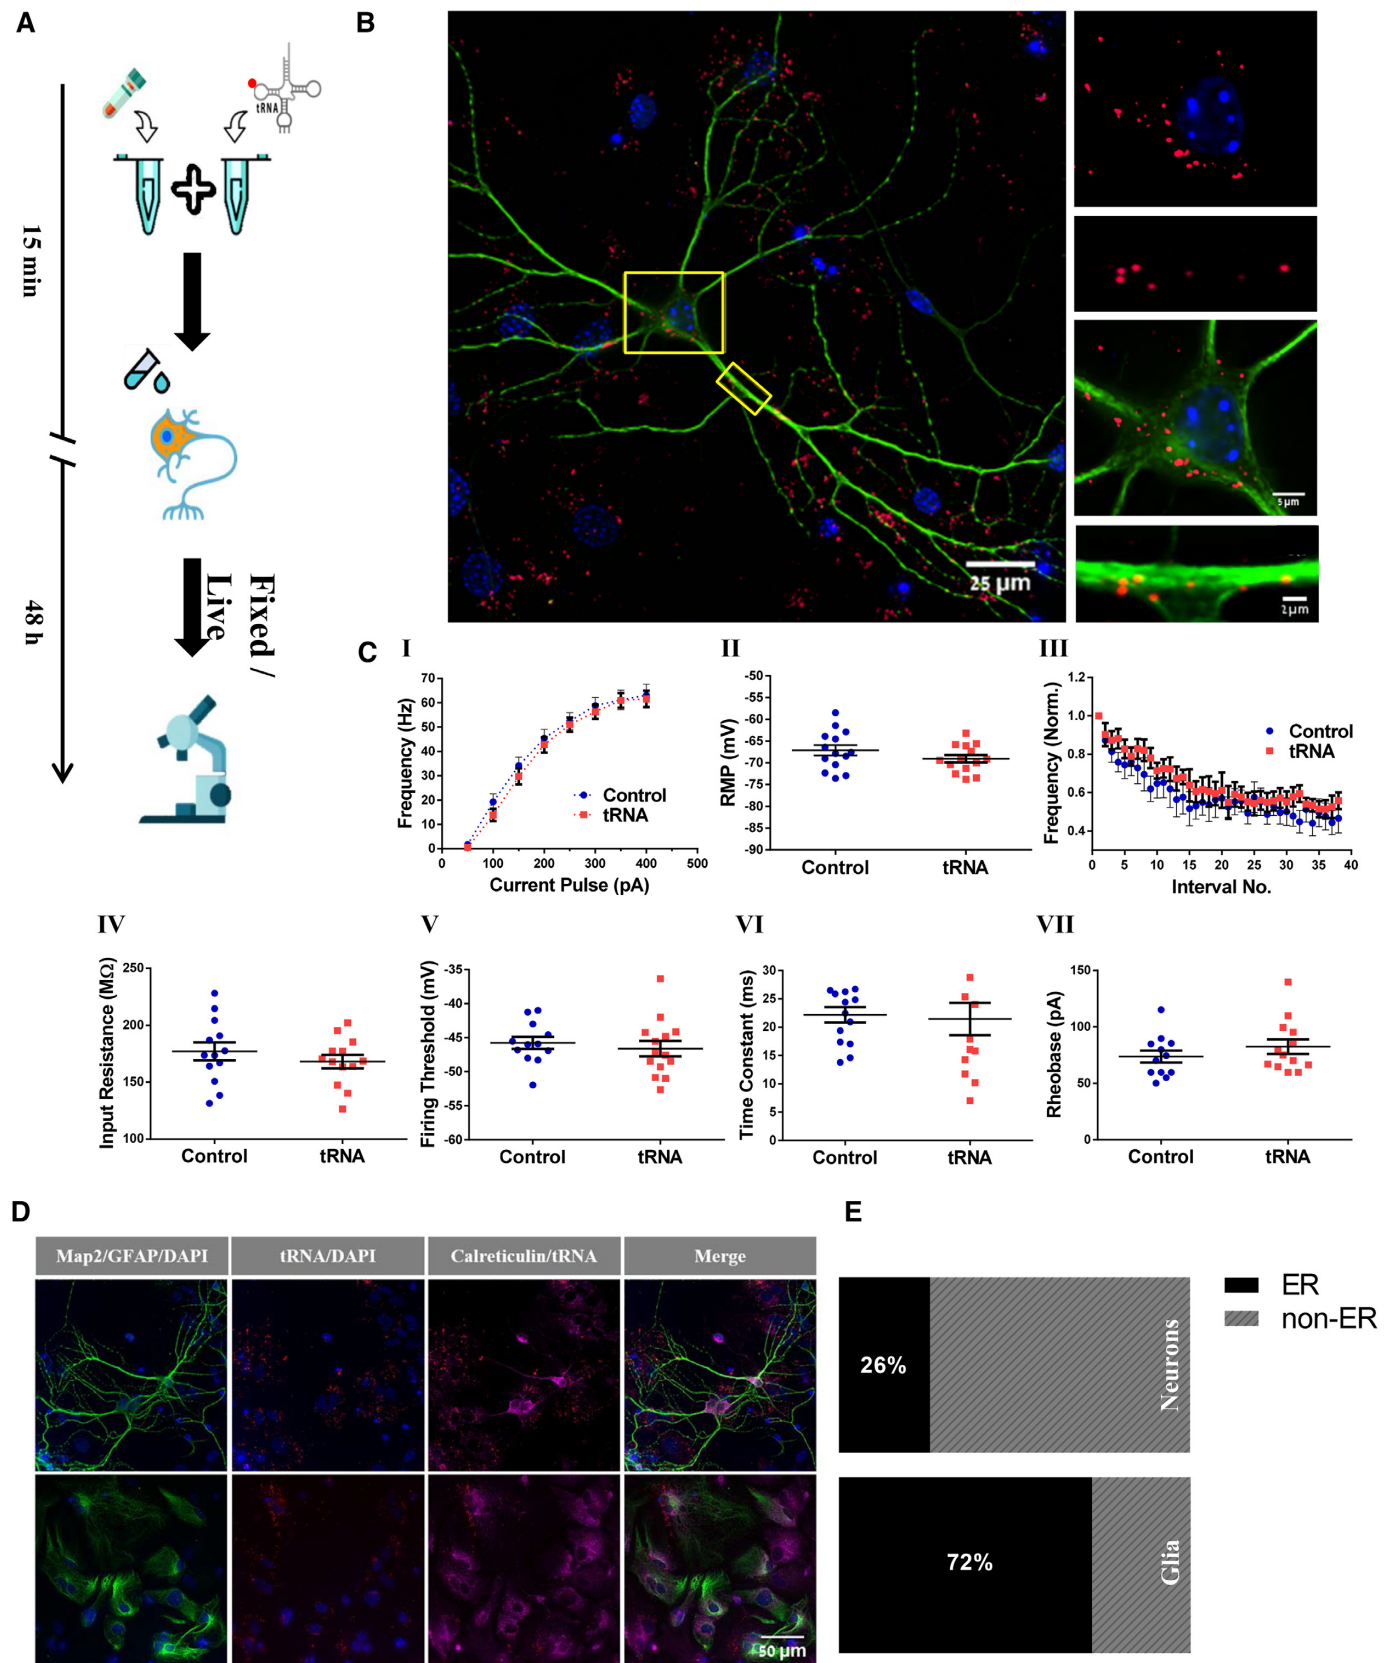 A
tRNA
15 min
48 h
Fixed /
Live
B
25 µm
5 µm
2µm
C
I
Frequency (Hz)
70
60
50
40
30
20
10
0
0
100
200
300
400
500
Current Pulse (pA)
Control
tRNA
II
RMP (mV)
-50
-55
-60
-65
-70
-75
-80
-85
-90
Control
tRNA
III
Frequency (Norm.)
1.2
1.0
0.8
0.6
0.4
0
5
10
15
20
25
30
35
40
Interval No.
Control
tRNA
IV
Input Resistance (MΩ)
250
200
150
100
Control
tRNA
V
Firing Threshold (mV)
-35
-40
-45
-50
-55
-60
Control
tRNA
VI
Time Constant (ms)
30
25
20
15
10
5
0
Control
tRNA
VII
Rheobase (pA)
150
100
50
0
Control
tRNA
D
Map2/GFAP/DAPI
tRNA/DAPI
Calreticulin/tRNA
Merge
50 µm
E
26%
Neurons
72%
Glia
ER
non-ER